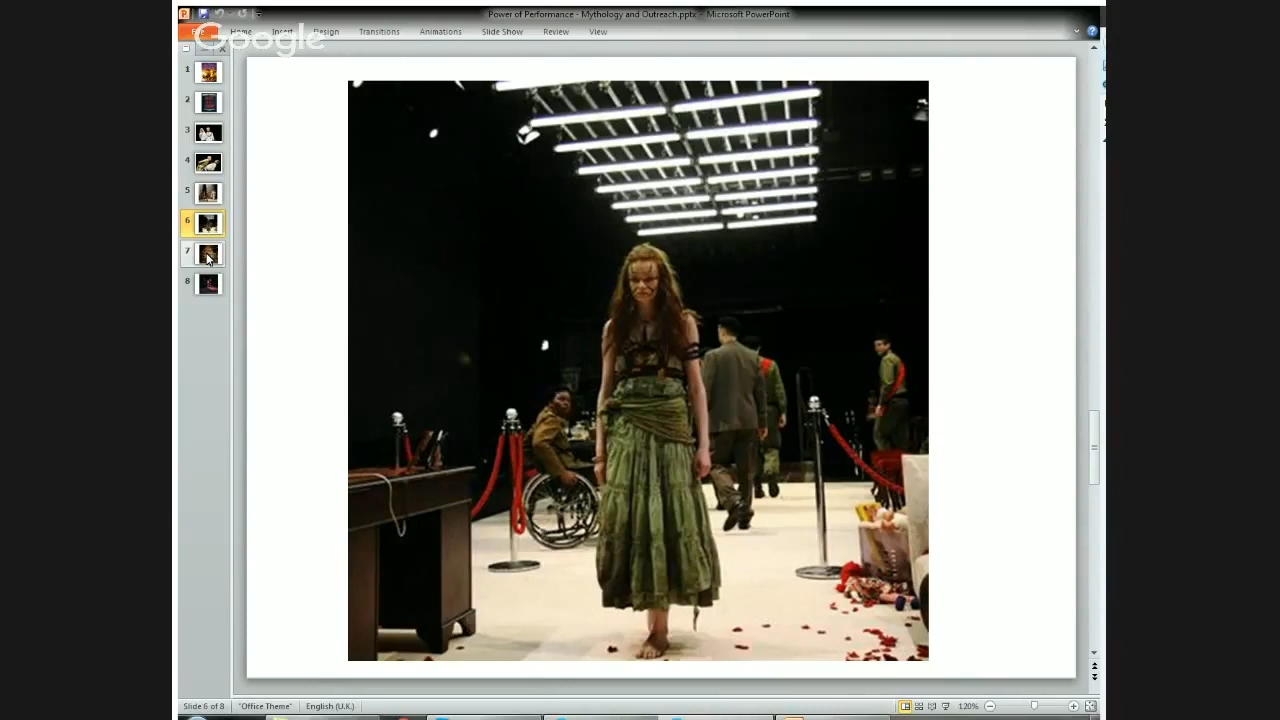 Power of Performance - Mythology and Outreach.pptx - Microsoft PowerPoint
File Home Insert Design Transitions Animations Slide Show Review View
Google
1
2
3
4
5
6
7
8
Slide 6 of 8 "Office Theme" English (U.K.) 120%